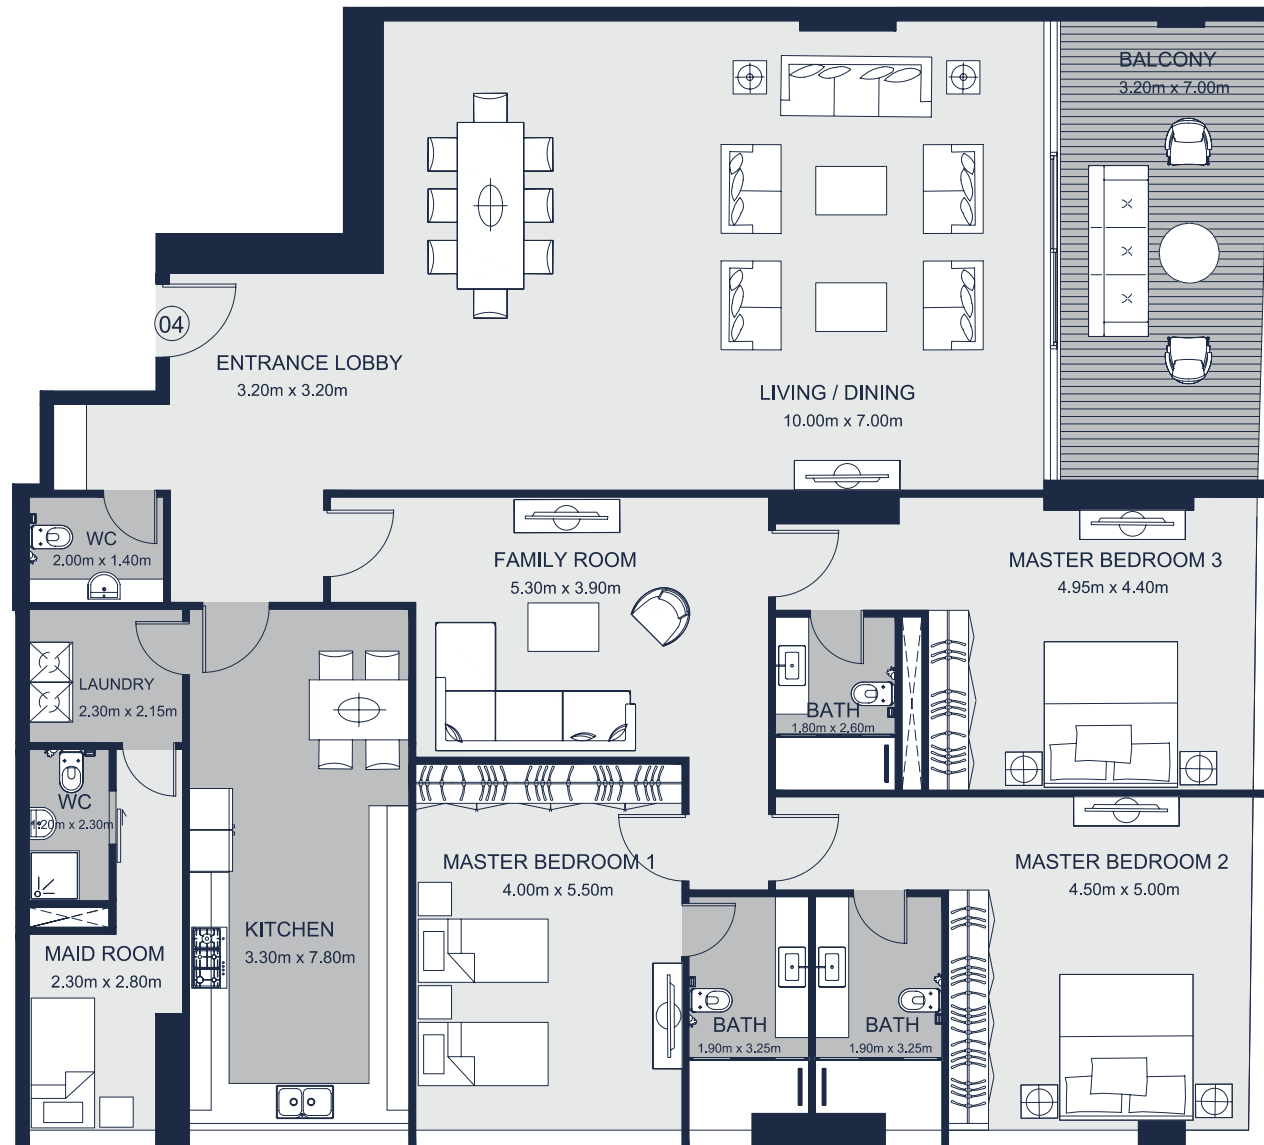 BALCONY
3.20m x 7.00m
04
ENTRANCE LOBBY
3.20m x 3.20m
LIVING / DINING
10.00m x 7.00m
WC
2.00m x 1.40m
FAMILY ROOM
5.30m x 3.90m
MASTER BEDROOM 3
4.95m x 4.40m
LAUNDRY
2.30m x 2.15m
BATH
1.80m x 2.60m
WC
1.20m x 2.30m
MASTER BEDROOM 1
4.00m x 5.50m
MASTER BEDROOM 2
4.50m x 5.00m
KITCHEN
3.30m x 7.80m
MAID ROOM
2.30m x 2.80m
BATH
1.90m x 3.25m
BATH
1.90m x 3.25m